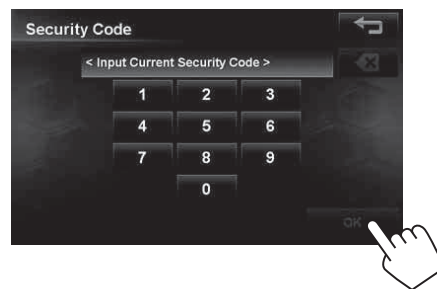 Security Code
< Input Current Security Code >
1 2 3
4 5 6
7 8 9
0
OK